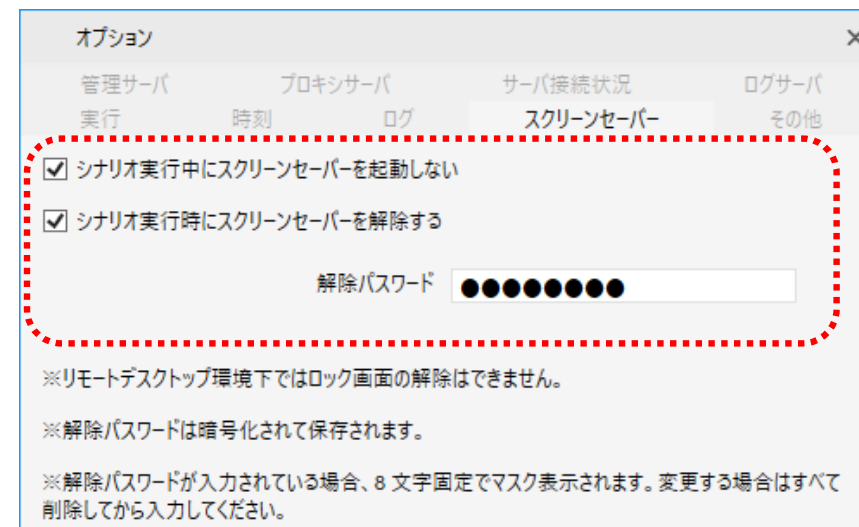 オプション
管理サーバ プロキシサーバ サーバ接続状況 ログサーバ
実行 時刻 ログ スクリーンセーバー その他
シナリオ実行中にスクリーンセーバーを起動しない
シナリオ実行時にスクリーンセーバーを解除する
解除パスワード ●●●●●●●●
※リモートデスクトップ環境下ではロック画面の解除はできません。
※解除パスワードは暗号化されて保存されます。
※解除パスワードが入力されている場合、8 文字固定でマスク表示されます。変更する場合はすべて
削除してから入力してください。